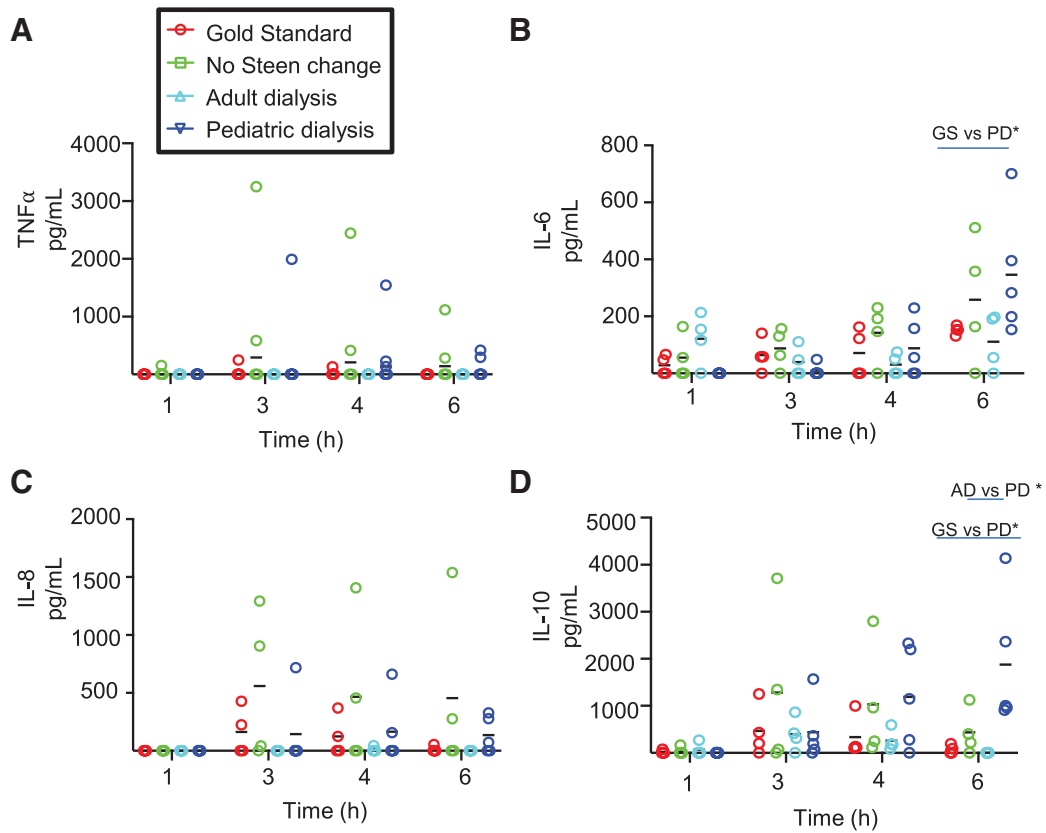 A
Gold Standard
No Steen change
Adult dialysis
Pediatric dialysis
4000
3000
2000
1000
TNFα
pg/mL
1 3 4 6
Time (h)
B
GS vs PD*
800
600
400
200
IL-6
pg/mL
1 3 4 6
Time (h)
C
2000
1500
1000
500
IL-8
pg/mL
1 3 4 6
Time (h)
D
AD vs PD *
GS vs PD*
5000
4000
3000
2000
1000
IL-10
pg/mL
1 3 4 6
Time (h)